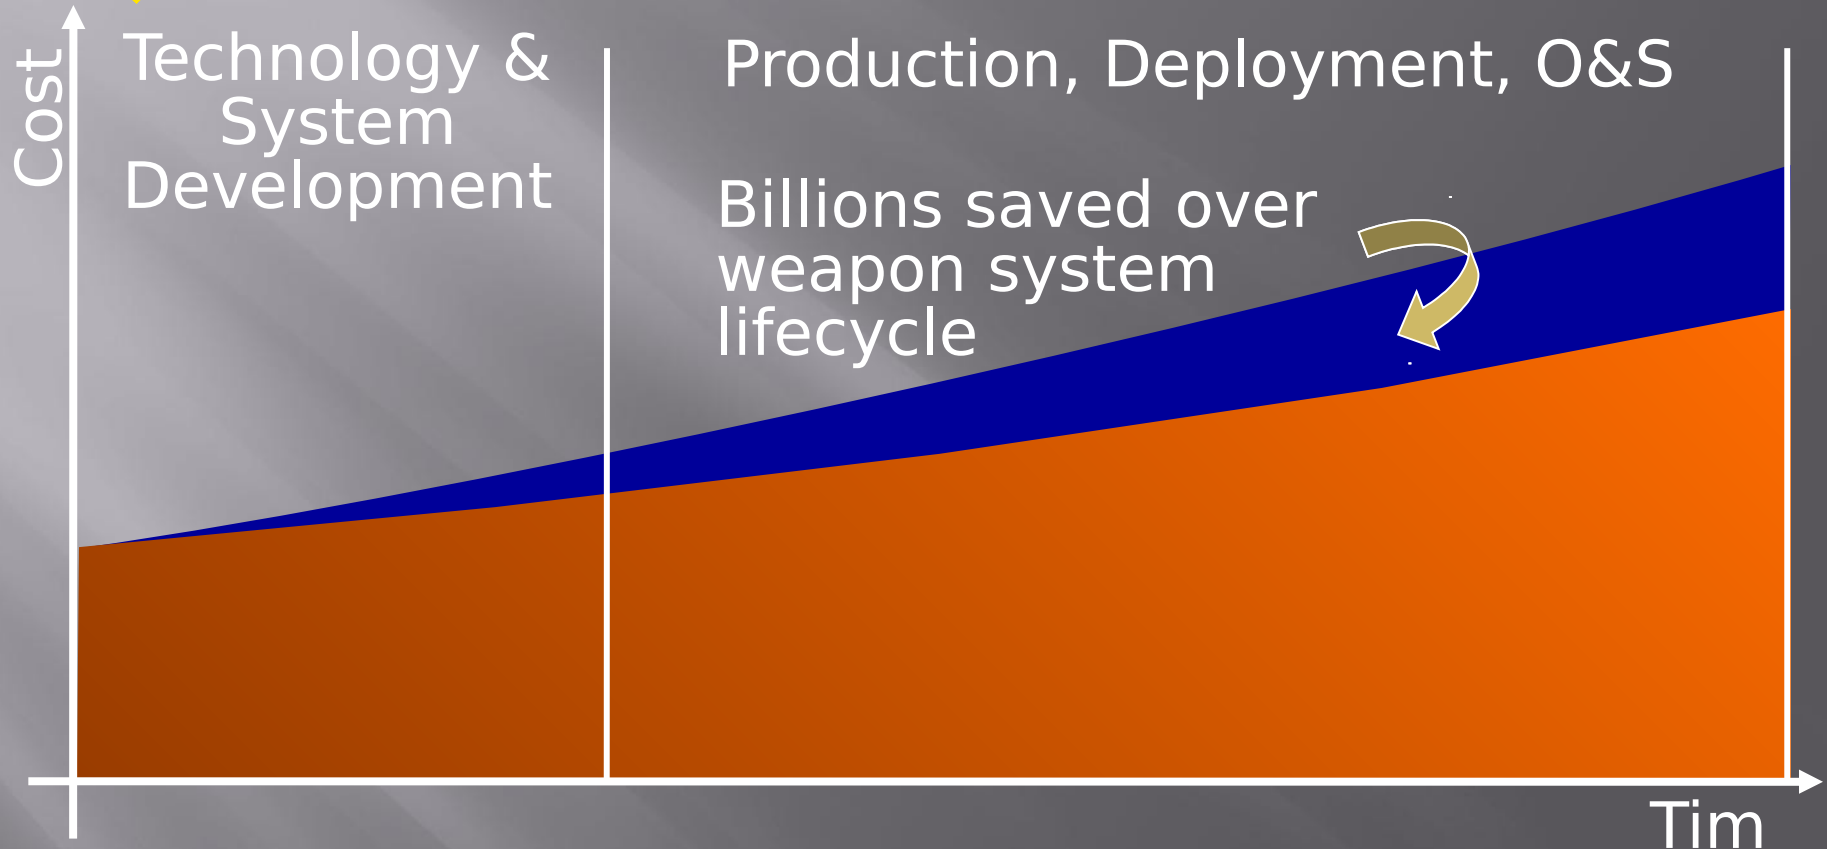 Cost
Technology &
System
Development
Production, Deployment, O&S
Billions saved over
weapon system
lifecycle
Tim